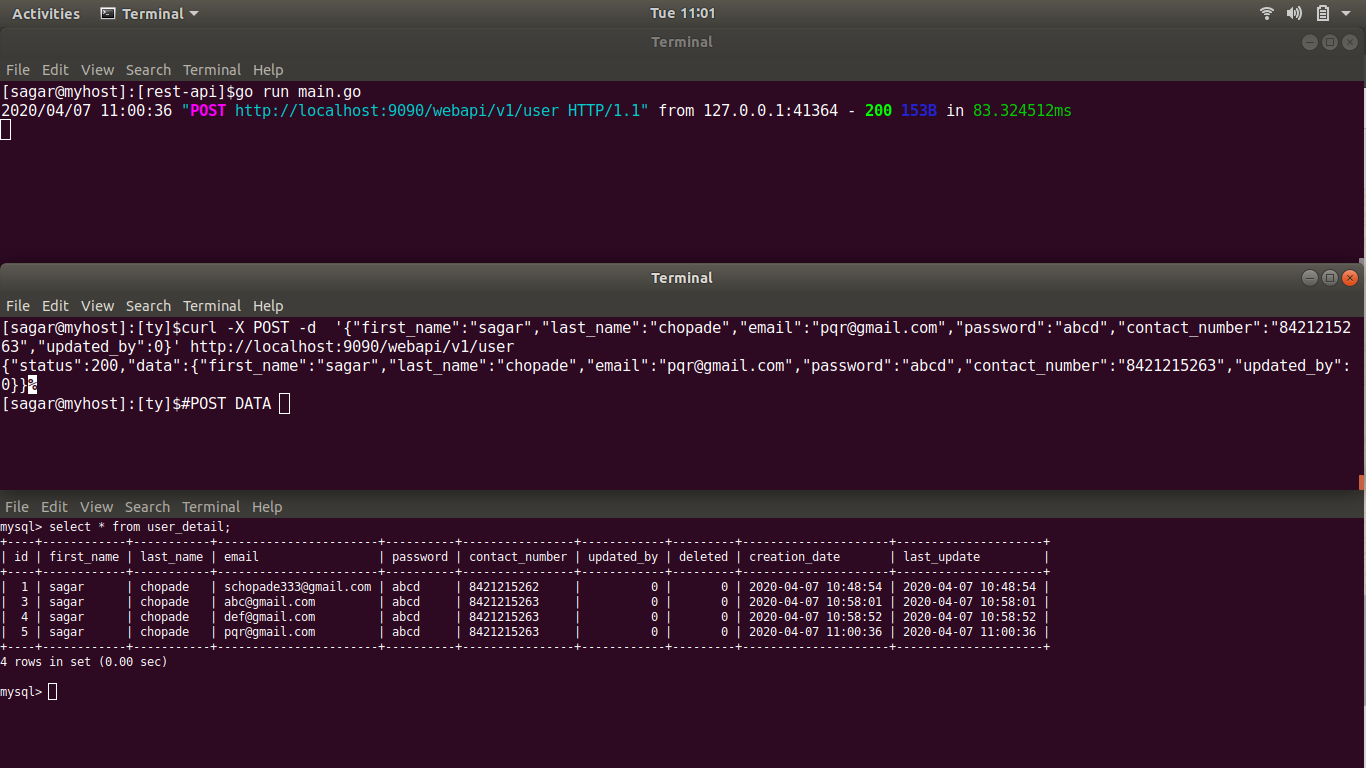 Activities Terminal Tue 11:01
Terminal
File Edit View Search Terminal Help
[sagar@myhost]:[rest-api]$go run main.go
2020/04/07 11:00:36 "POST http://localhost:9090/webapi/v1/user HTTP/1.1" from 127.0.0.1:41364 - 200 153B in 83.324512ms
Terminal
File Edit View Search Terminal Help
[sagar@myhost]:[ty]$curl -X POST -d  '{"first_name":"sagar","last_name":"chopade","email":"pqr@gmail.com","password":"abcd","contact_number":"84212152
63","updated_by":0}' http://localhost:9090/webapi/v1/user
{"status":200,"data":{"first_name":"sagar","last_name":"chopade","email":"pqr@gmail.com","password":"abcd","contact_number":"8421215263","updated_by":
0}}%
[sagar@myhost]:[ty]$#POST DATA
File Edit View Search Terminal Help
mysql> select * from user_detail;
+----+------------+-----------+-----------------------+----------+----------------+------------+---------+---------------------+---------------------+
| id | first_name | last_name | email                 | password | contact_number | updated_by | deleted | creation_date       | last_update         |
+----+------------+-----------+-----------------------+----------+----------------+------------+---------+---------------------+---------------------+
|  1 | sagar      | chopade   | schopade333@gmail.com | abcd     | 8421215262     |          0 |       0 | 2020-04-07 10:48:54 | 2020-04-07 10:48:54 |
|  3 | sagar      | chopade   | abc@gmail.com         | abcd     | 8421215263     |          0 |       0 | 2020-04-07 10:58:01 | 2020-04-07 10:58:01 |
|  4 | sagar      | chopade   | def@gmail.com         | abcd     | 8421215263     |          0 |       0 | 2020-04-07 10:58:52 | 2020-04-07 10:58:52 |
|  5 | sagar      | chopade   | pqr@gmail.com         | abcd     | 8421215263     |          0 |       0 | 2020-04-07 11:00:36 | 2020-04-07 11:00:36 |
+----+------------+-----------+-----------------------+----------+----------------+------------+---------+---------------------+---------------------+
4 rows in set (0.00 sec)
mysql>